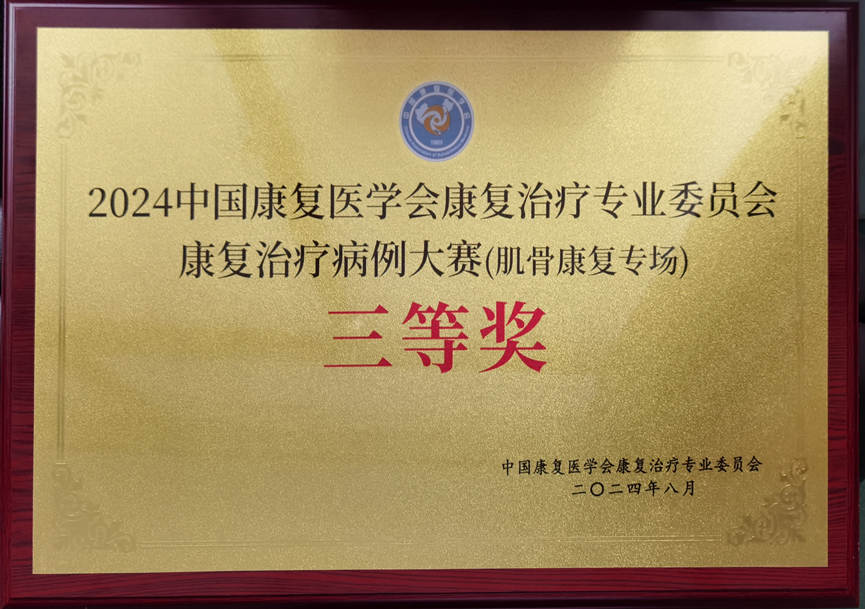 2024中国康复医学会康复治疗专业委员会
康复治疗病例大赛(肌骨康复专场)
三等奖
中国康复医学会康复治疗专业委员会
二〇二四年八月